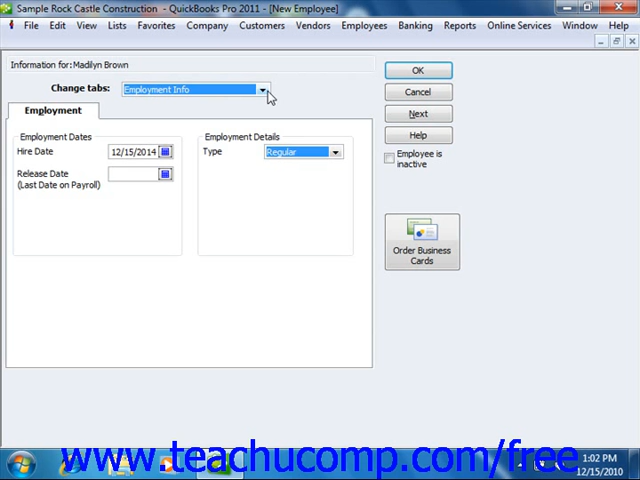 Sample Rock Castle Construction - QuickBooks Pro 2011 - [New Employee]
File Edit View Lists Favorites Company Customers Vendors Employees Banking Reports Online Services Window Help
Information for:Madilyn Brown
Change tabs: Employment Info
Employment
Employment Dates
Hire Date 12/15/2014
Release Date
(Last Date on Payroll)
Employment Details
Type Regular
OK
Cancel
Next
Help
Employee is
inactive
Order Business
Cards
www.teachucomp.com/free
1:02 PM
12/15/2010